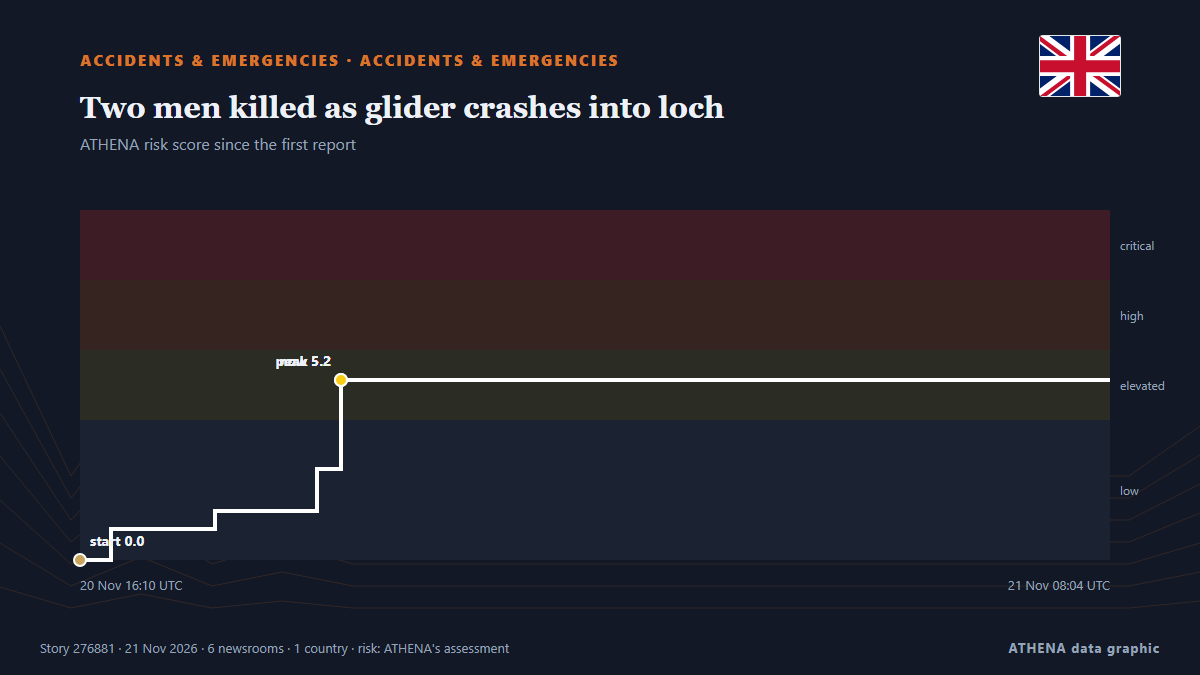 ACCIDENTS & EMERGENCIES · ACCIDENTS & EMERGENCIES
Two men killed as glider crashes into loch
ATHENA risk score since the first report
critical
high
peak 5.2
elevated
low
start 0.0
20 Nov 16:10 UTC
21 Nov 08:04 UTC
Story 276881 · 21 Nov 2026 · 6 newsrooms · 1 country · risk: ATHENA's assessment
ATHENA data graphic